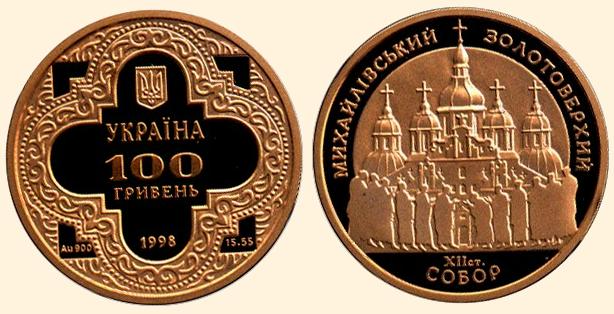 УКРАЇНА
100
ГРИВЕНЬ
Au 900
1998
15.55
МИХАЙЛІВСЬКИЙ ЗОЛОТОВЕРХИЙ
XII ст.
СОБОР